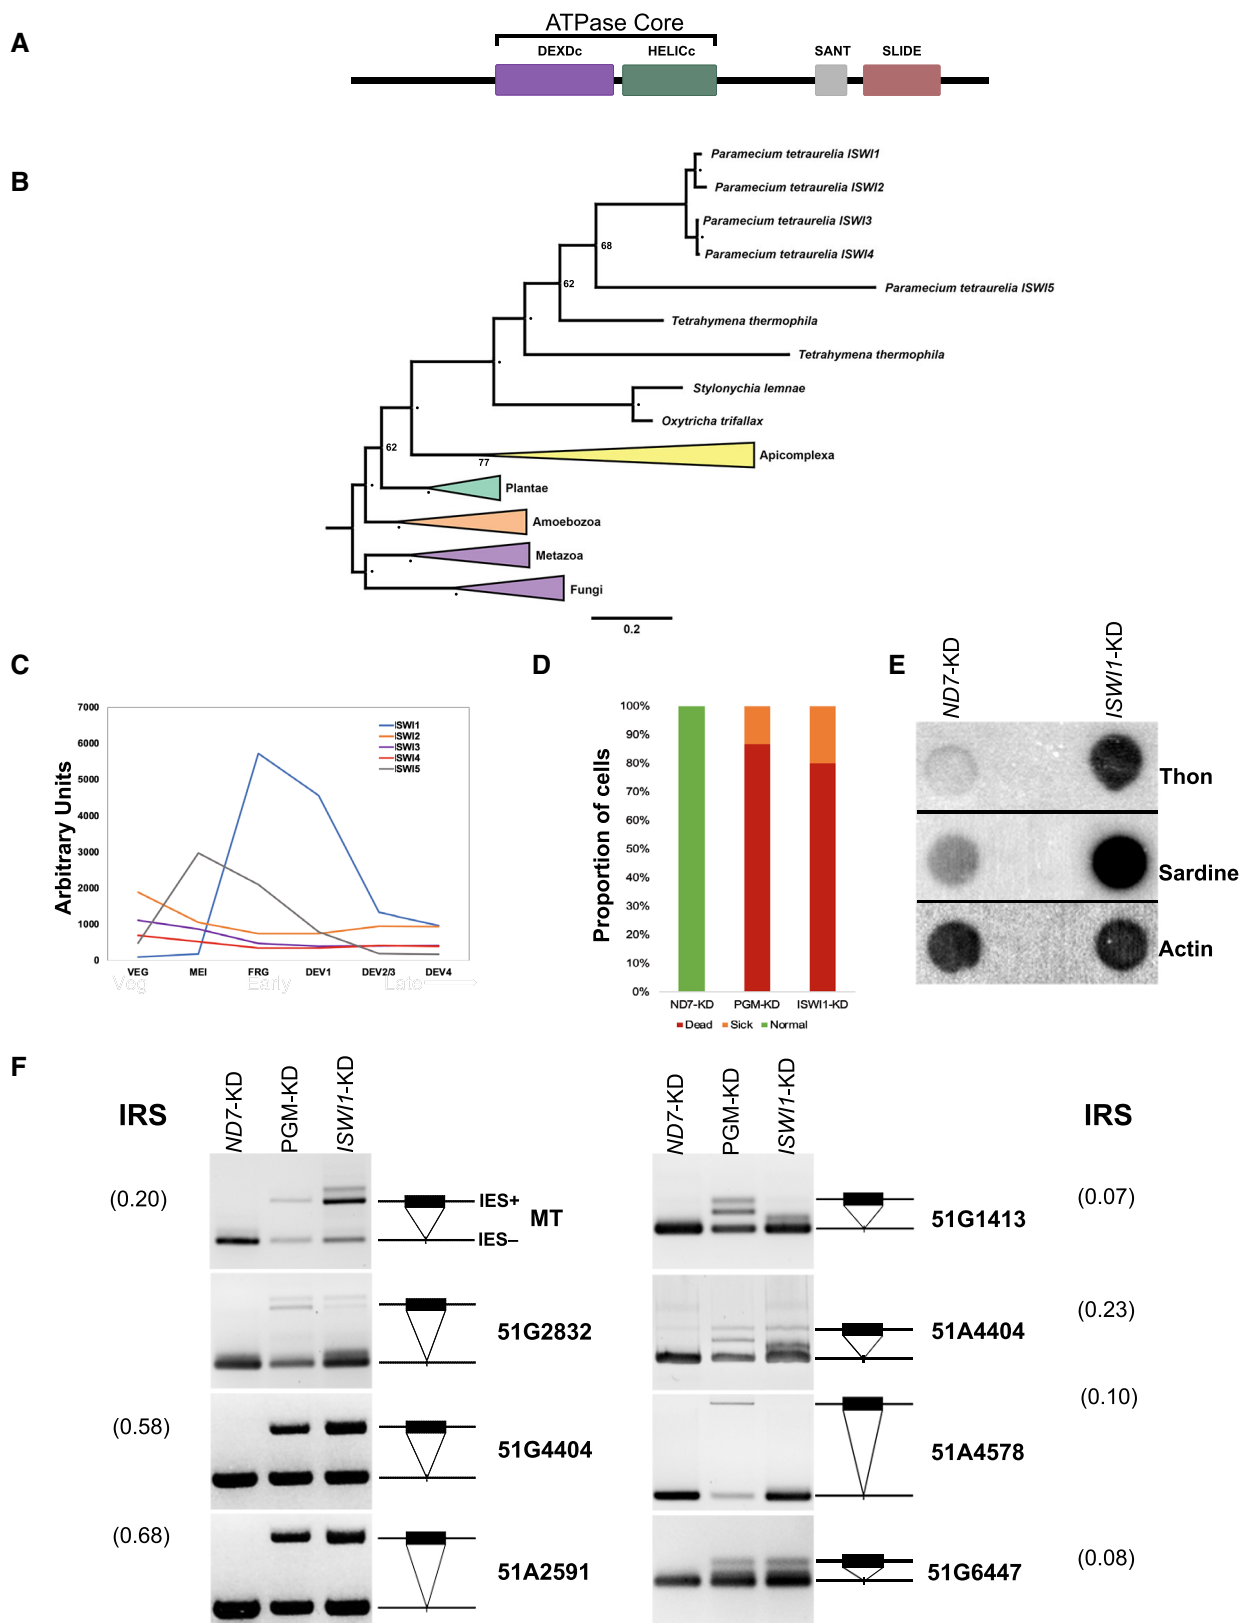 A
ATPase Core
DEXDc
HELICc
SANT
SLIDE
B
Paramecium tetraurelia ISWI1
Paramecium tetraurelia ISWI2
Paramecium tetraurelia ISWI3
Paramecium tetraurelia ISWI4
68
62
Paramecium tetraurelia ISWI5
Tetrahymena thermophila
Tetrahymena thermophila
Stylonychia lemnae
Oxytricha trifallax
62
77
Apicomplexa
Plantae
Amoebozoa
Metazoa
Fungi
0.2
C
Arbitrary Units
7000
6000
5000
4000
3000
2000
1000
0
ISWI1
ISWI2
ISWI3
ISWI4
ISWI5
VEG MEI FRG DEV1 DEV2/3 DEV4
Veg Early Late
D
Proportion of cells
100%
90%
80%
70%
60%
50%
40%
30%
20%
10%
0%
ND7-KD PGM-KD ISWI1-KD
Dead Sick Normal
E
ND7-KD
ISWI1-KD
Thon
Sardine
Actin
F
IRS
ND7-KD
PGM-KD
ISWI1-KD
(0.20)
IES+
MT
IES–
51G2832
(0.58)
51G4404
(0.68)
51A2591
ND7-KD
PGM-KD
ISWI1-KD
IRS
(0.07)
51G1413
(0.23)
51A4404
(0.10)
51A4578
(0.08)
51G6447